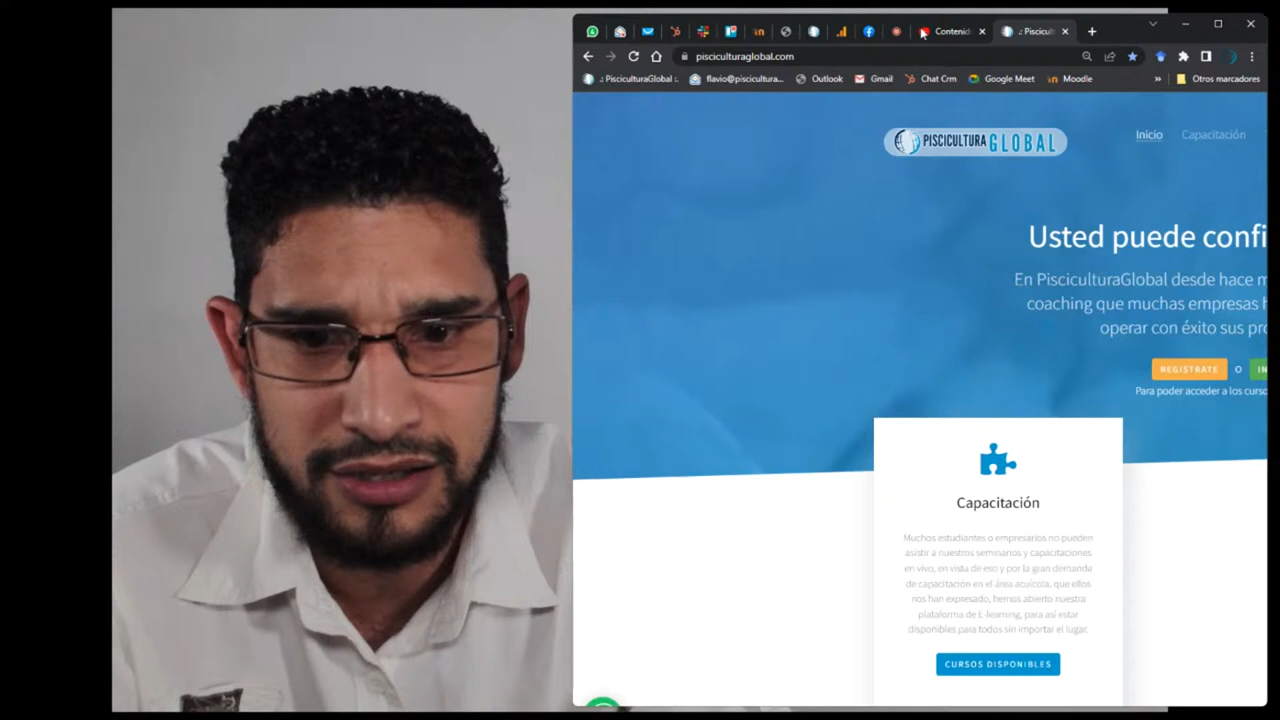 Contenid
.: Piscicult
pisciculturaglobal.com
.: PisciculturaGlobal :.
flavio@piscicultura...
Outlook
Gmail
Chat Crm
Google Meet
Moodle
»
Otros marcadores
PISCICULTURA GLOBAL
Inicio
Capacitación
Usted puede confi
En PisciculturaGlobal desde hace m
coaching que muchas empresas h
operar con éxito sus pro
REGISTRATE O IN
Para poder acceder a los curso
Capacitación
Muchos estudiantes o empresarios no pueden
asistir a nuestros seminarios y capacitaciones
en vivo, en vista de eso y por la gran demanda
de capacitación en el área acuícola, que ellos
nos han expresado, hemos abierto nuestra
plataforma de E-learning, para así estar
disponibles para todos sin importar el lugar.
CURSOS DISPONIBLES